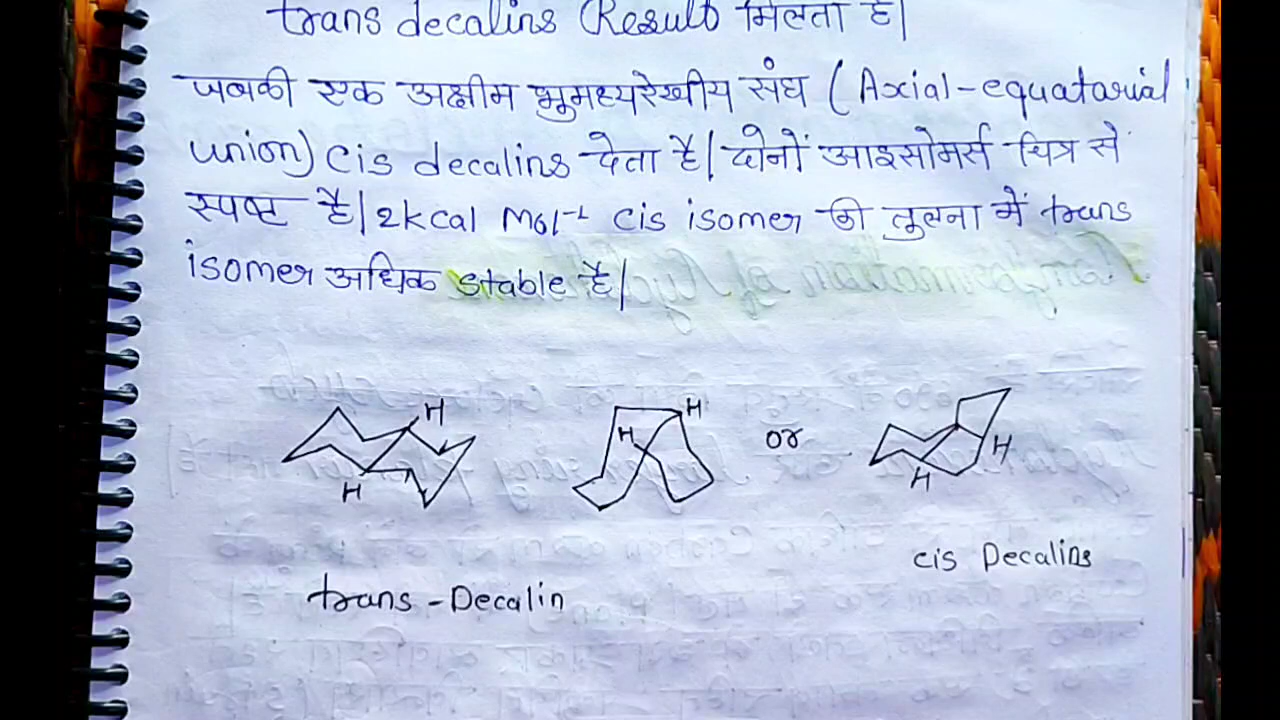 trans decalins (Result मिलता है|
जबकी एक अक्षीम भुमध्यरेखीय संघ (Axial-equatarial
union) cis decalins देता है| दोनों आइसोमर्स चित्र से
स्पष्ट है| 2kcal mol⁻¹ cis isomer की तुलना में trans
isomer अधिक stable है|
H
H
H
H
or
H
H
cis Decalins
trans-Decalin